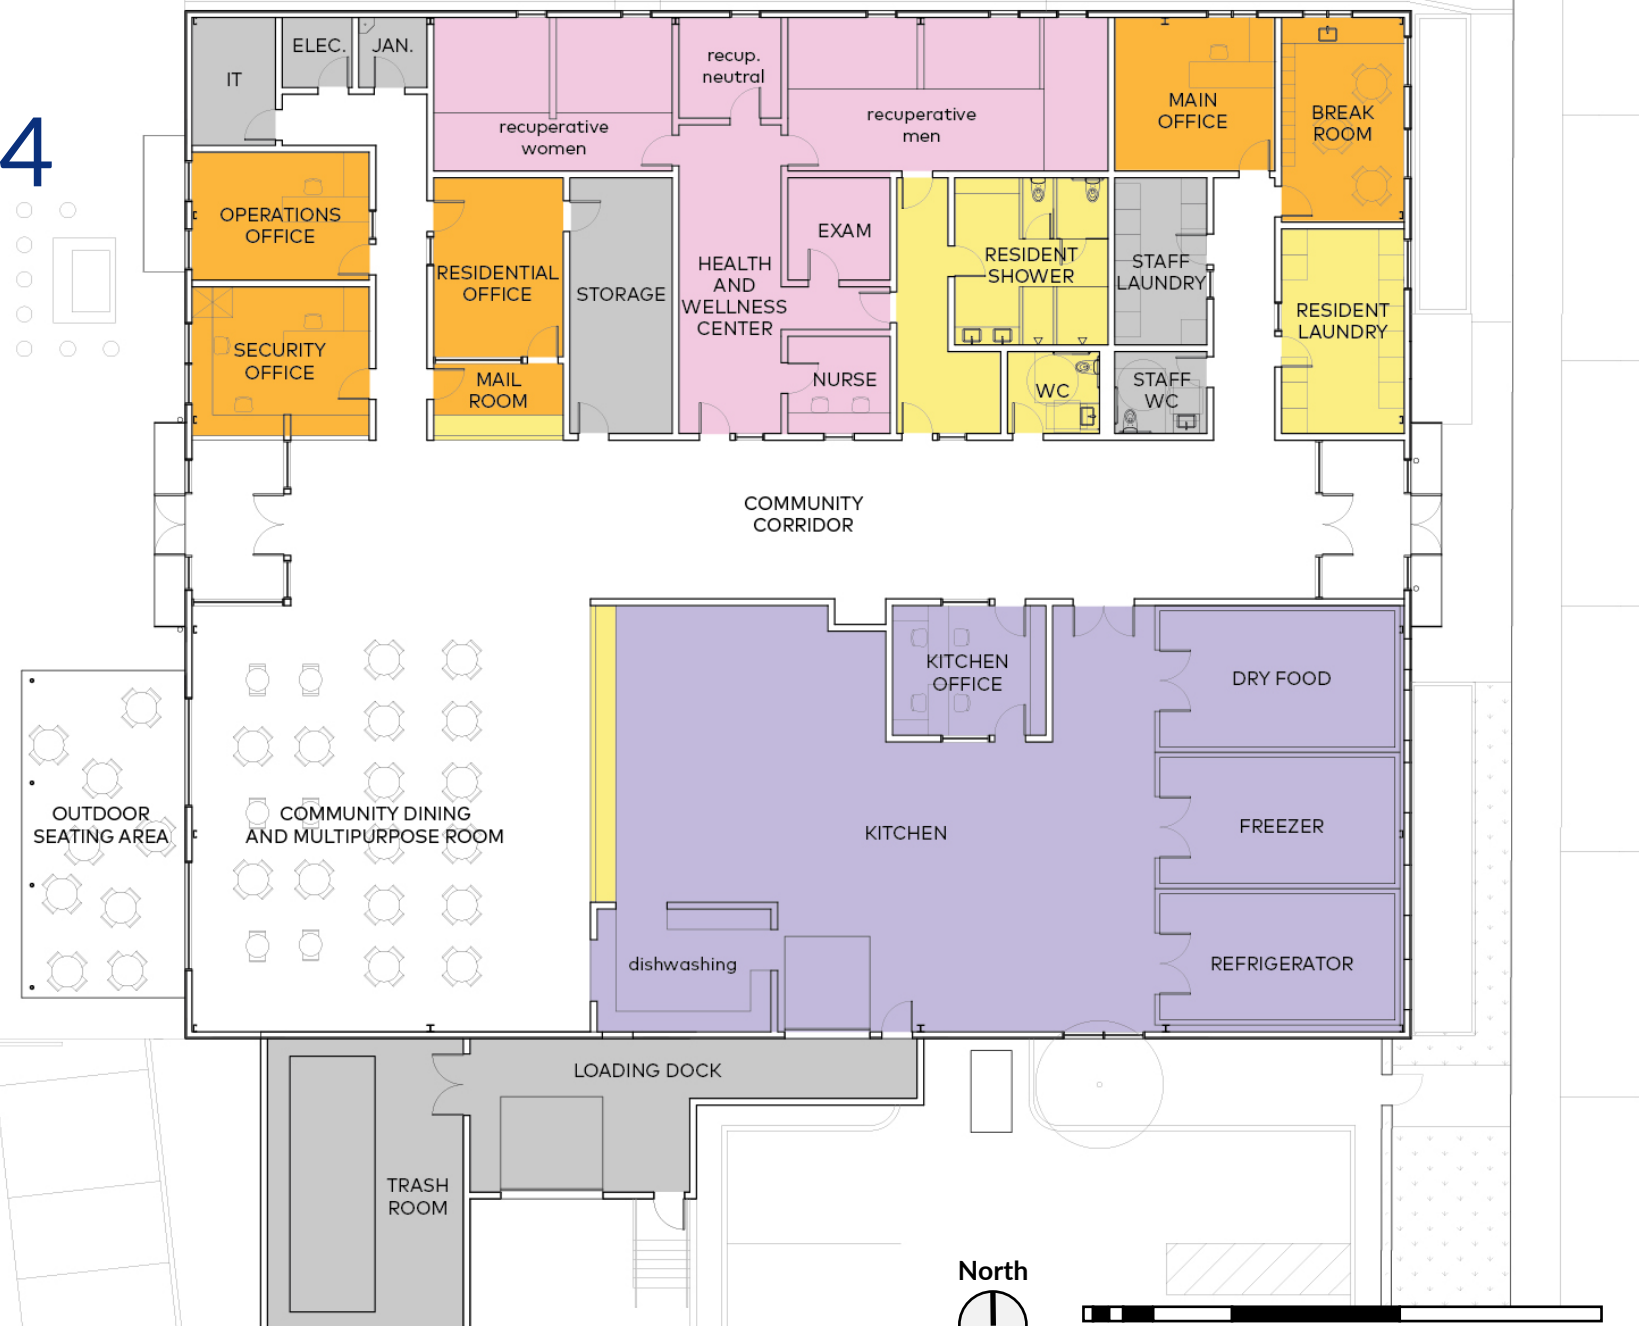 4
IT
ELEC.
JAN.
recuperative
women
recup.
neutral
recuperative
men
MAIN
OFFICE
BREAK
ROOM
OPERATIONS
OFFICE
RESIDENTIAL
OFFICE
STORAGE
HEALTH
AND
WELLNESS
CENTER
EXAM
RESIDENT
SHOWER
STAFF
LAUNDRY
RESIDENT
LAUNDRY
SECURITY
OFFICE
MAIL
ROOM
NURSE
WC
STAFF
WC
COMMUNITY
CORRIDOR
KITCHEN
OFFICE
DRY FOOD
OUTDOOR
SEATING AREA
COMMUNITY DINING
AND MULTIPURPOSE ROOM
KITCHEN
FREEZER
dishwashing
REFRIGERATOR
LOADING DOCK
TRASH
ROOM
North